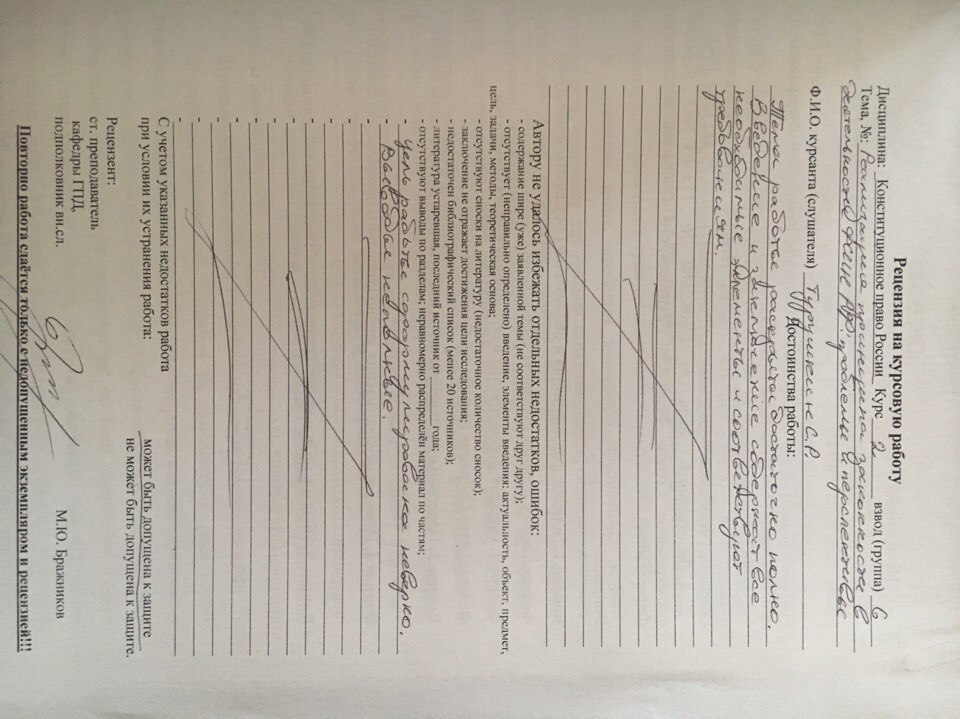 Рецензия на курсовую работу
Дисциплина: Конституционное право России Курс 2 взвод (группа) 6
Тема, №: Реализация принципа законности в
деятельности ФСИН РФ: проблемы и перспективы
Ф.И.О. курсанта (слушателя) Турушкин С.Р.
Достоинства работы:
Тема работы раскрыта достаточно полно.
Введение и заключение содержат все
необходимые элементы и соответствуют
требованиям.
Автору не удалось избежать отдельных недостатков, ошибок:
- содержание шире (уже) заявленной темы (не соответствуют друг другу);
- отсутствует (неправильно определено) введение, элементы введения: актуальность, объект, предмет,
цель, задачи, методы, теоретическая основа;
- отсутствуют сноски на литературу (недостаточное количество сносок);
- заключение не отражает достижения цели исследования;
- недостаточен библиографический список (менее 20 источников);
- литература устаревшая, последний источник от ____ года;
- отсутствуют выводы по разделам; неравномерно распределён материал по частям;
- Цель работы сформулирована неверно.
- Выводы
С учетом указанных недостатков работа
при условии их устранения работа:
может быть допущена к защите
не может быть допущена к защите.
Рецензент:
ст. преподаватель
кафедры ГПД,
подполковник вн.сл.
М.Ю. Бражников
Повторно работа сдаётся только с недопущенным экземпляром и рецензией!!!